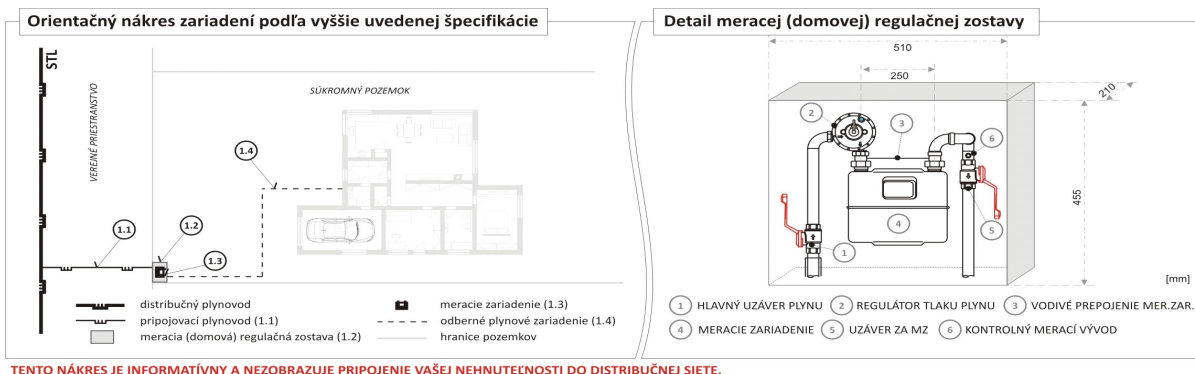 Orientačný nákres zariadení podľa vyššie uvedenej špecifikácie
STL
VEREJNÉ PRIESTRANSTVO
SÚKROMNÝ POZEMOK
1.4
1.1
1.2
1.3
distribučný plynovod
pripojovací plynovod (1.1)
meracia (domová) regulačná zostava (1.2)
meracie zariadenie (1.3)
odberné plynové zariadenie (1.4)
hranice pozemkov
Detail meracej (domovej) regulačnej zostavy
510
250
210
455
2
3
6
4
5
1
[mm]
1 HLAVNÝ UZÁVER PLYNU 2 REGULÁTOR TLAKU PLYNU 3 VODIVÉ PREPOJENIE MER.ZAR.
4 MERACIE ZARIADENIE 5 UZÁVER ZA MZ 6 KONTROLNÝ MERACÍ VÝVOD
TENTO NÁKRES JE INFORMATÍVNY A NEZOBRAZUJE PRIPOJENIE VAŠEJ NEHNUTEĽNOSTI DO DISTRIBUČNEJ SIETE.